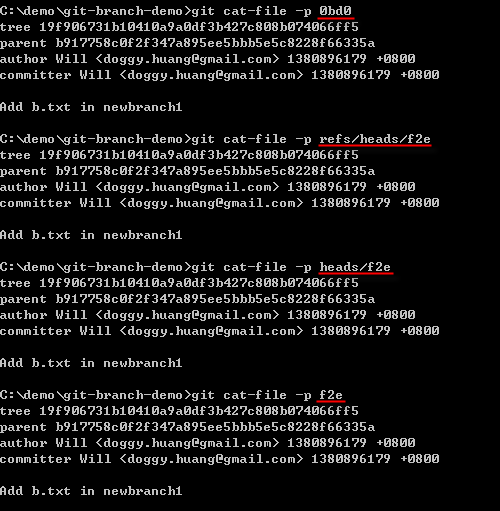 C:\demo\git-branch-demo>git cat-file -p 0bd0
tree 19f906731b10410a9a0df3b427c808b074066ff5
parent b917758c0f2f347a895ee5bbb5e5c8228f66335a
author Will <doggy.huang@gmail.com> 1380896179 +0800
committer Will <doggy.huang@gmail.com> 1380896179 +0800
Add b.txt in newbranch1
C:\demo\git-branch-demo>git cat-file -p refs/heads/f2e
tree 19f906731b10410a9a0df3b427c808b074066ff5
parent b917758c0f2f347a895ee5bbb5e5c8228f66335a
author Will <doggy.huang@gmail.com> 1380896179 +0800
committer Will <doggy.huang@gmail.com> 1380896179 +0800
Add b.txt in newbranch1
C:\demo\git-branch-demo>git cat-file -p heads/f2e
tree 19f906731b10410a9a0df3b427c808b074066ff5
parent b917758c0f2f347a895ee5bbb5e5c8228f66335a
author Will <doggy.huang@gmail.com> 1380896179 +0800
committer Will <doggy.huang@gmail.com> 1380896179 +0800
Add b.txt in newbranch1
C:\demo\git-branch-demo>git cat-file -p f2e
tree 19f906731b10410a9a0df3b427c808b074066ff5
parent b917758c0f2f347a895ee5bbb5e5c8228f66335a
author Will <doggy.huang@gmail.com> 1380896179 +0800
committer Will <doggy.huang@gmail.com> 1380896179 +0800
Add b.txt in newbranch1